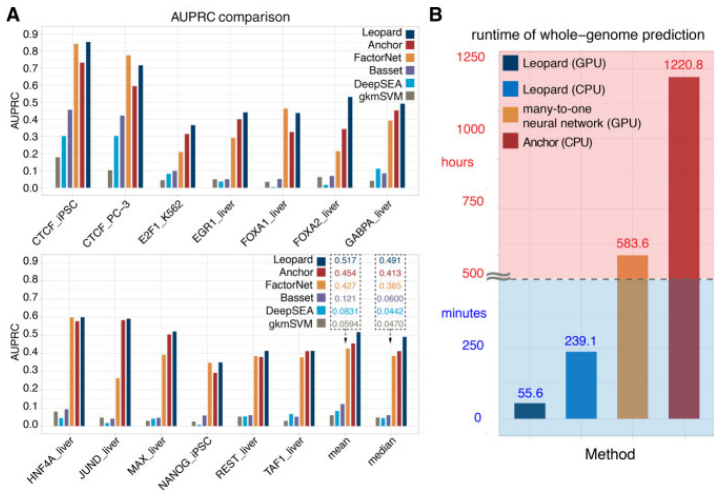 A
AUPRC comparison
AUPRC
0.9
0.8
0.7
0.6
0.5
0.4
0.3
0.2
0.1
0.0
Leopard
Anchor
FactorNet
Basset
DeepSEA
gkmSVM
CTCF_iPSC
CTCF_PC-3
E2F1_K562
EGR1_liver
FOXA1_liver
FOXA2_liver
GABPA_liver
AUPRC
0.9
0.8
0.7
0.6
0.5
0.4
0.3
0.2
0.1
0.0
Leopard 0.517 0.491
Anchor 0.454 0.413
FactorNet 0.427 0.385
Basset 0.121 0.0600
DeepSEA 0.0831 0.0442
gkmSVM 0.0594 0.0470
HNF4A_liver
JUND_liver
MAX_liver
NANOG_iPSC
REST_liver
TAF1_liver
mean
median
B
runtime of whole-genome prediction
1250
1000
hours
750
500
minutes
250
0
Leopard (GPU)
Leopard (CPU)
many-to-one
neural network (GPU)
Anchor (CPU)
55.6
239.1
583.6
1220.8
Method